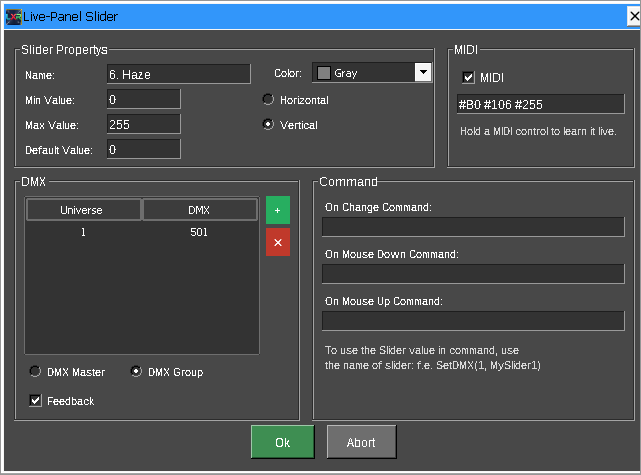 Live-Panel Slider
Slider Propertys
Name:
6. Haze
Color:
Gray
Min Value:
0
Horizontal
Max Value:
255
Vertical
Default Value:
0
MIDI
MIDI
#B0 #106 #255
Hold a MIDI control to learn it live.
DMX
Universe
DMX
1
501
+
DMX Master
DMX Group
Feedback
Command
On Change Command:
On Mouse Down Command:
On Mouse Up Command:
To use the Slider value in command, use
the name of slider: f.e. SetDMX(1, MySlider1)
Ok
Abort